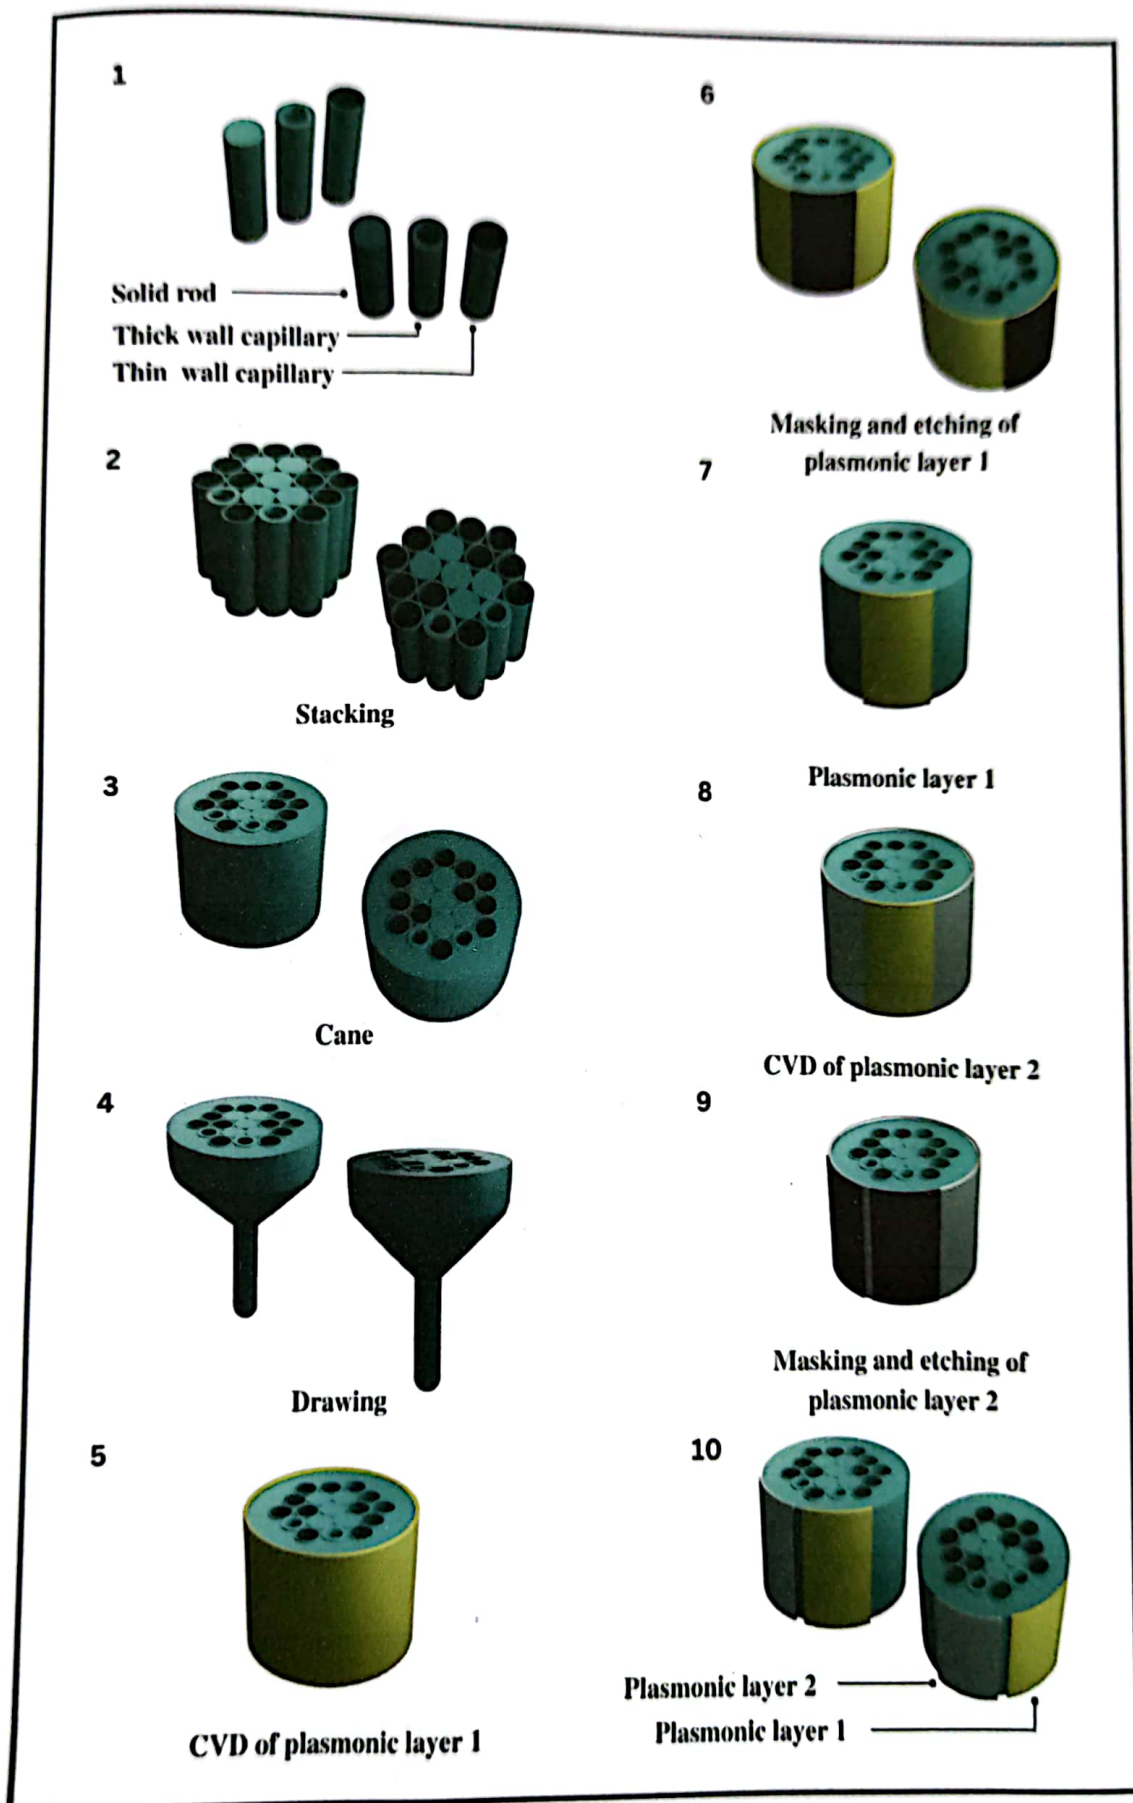 1
Solid rod
Thick wall capillary
Thin wall capillary
2
Stacking
3
Cane
4
Drawing
5
CVD of plasmonic layer 1
6
Masking and etching of
plasmonic layer 1
7
Plasmonic layer 1
8
CVD of plasmonic layer 2
9
Masking and etching of
plasmonic layer 2
10
Plasmonic layer 2
Plasmonic layer 1